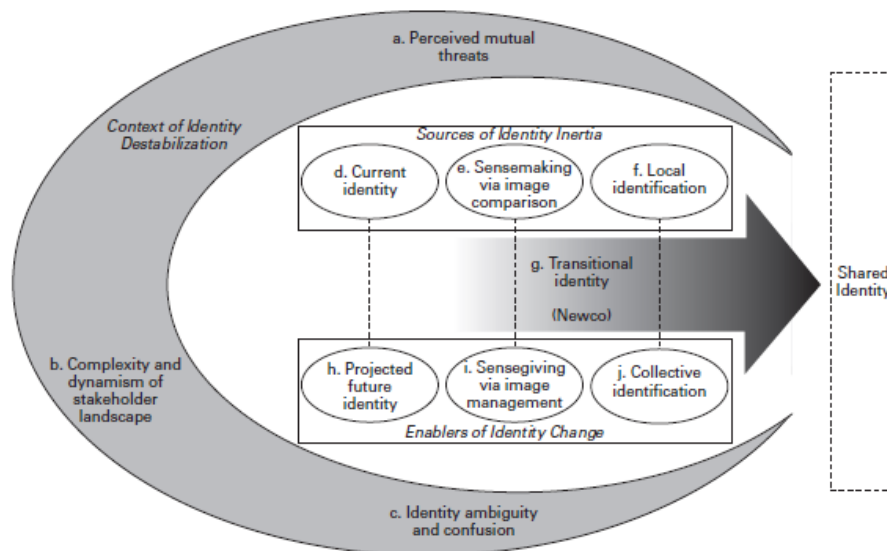 a. Perceived mutual
threats
Context of Identity
Destabilization
Sources of Identity Inertia
d. Current
identity
e. Sensemaking
via image
comparison
f. Local
identification
g. Transitional
identity
(Newco)
Shared
Identity
b. Complexity and
dynamism of
stakeholder
landscape
h. Projected
future
identity
i. Sensegiving
via image
management
j. Collective
identification
Enablers of Identity Change
c. Identity ambiguity
and confusion